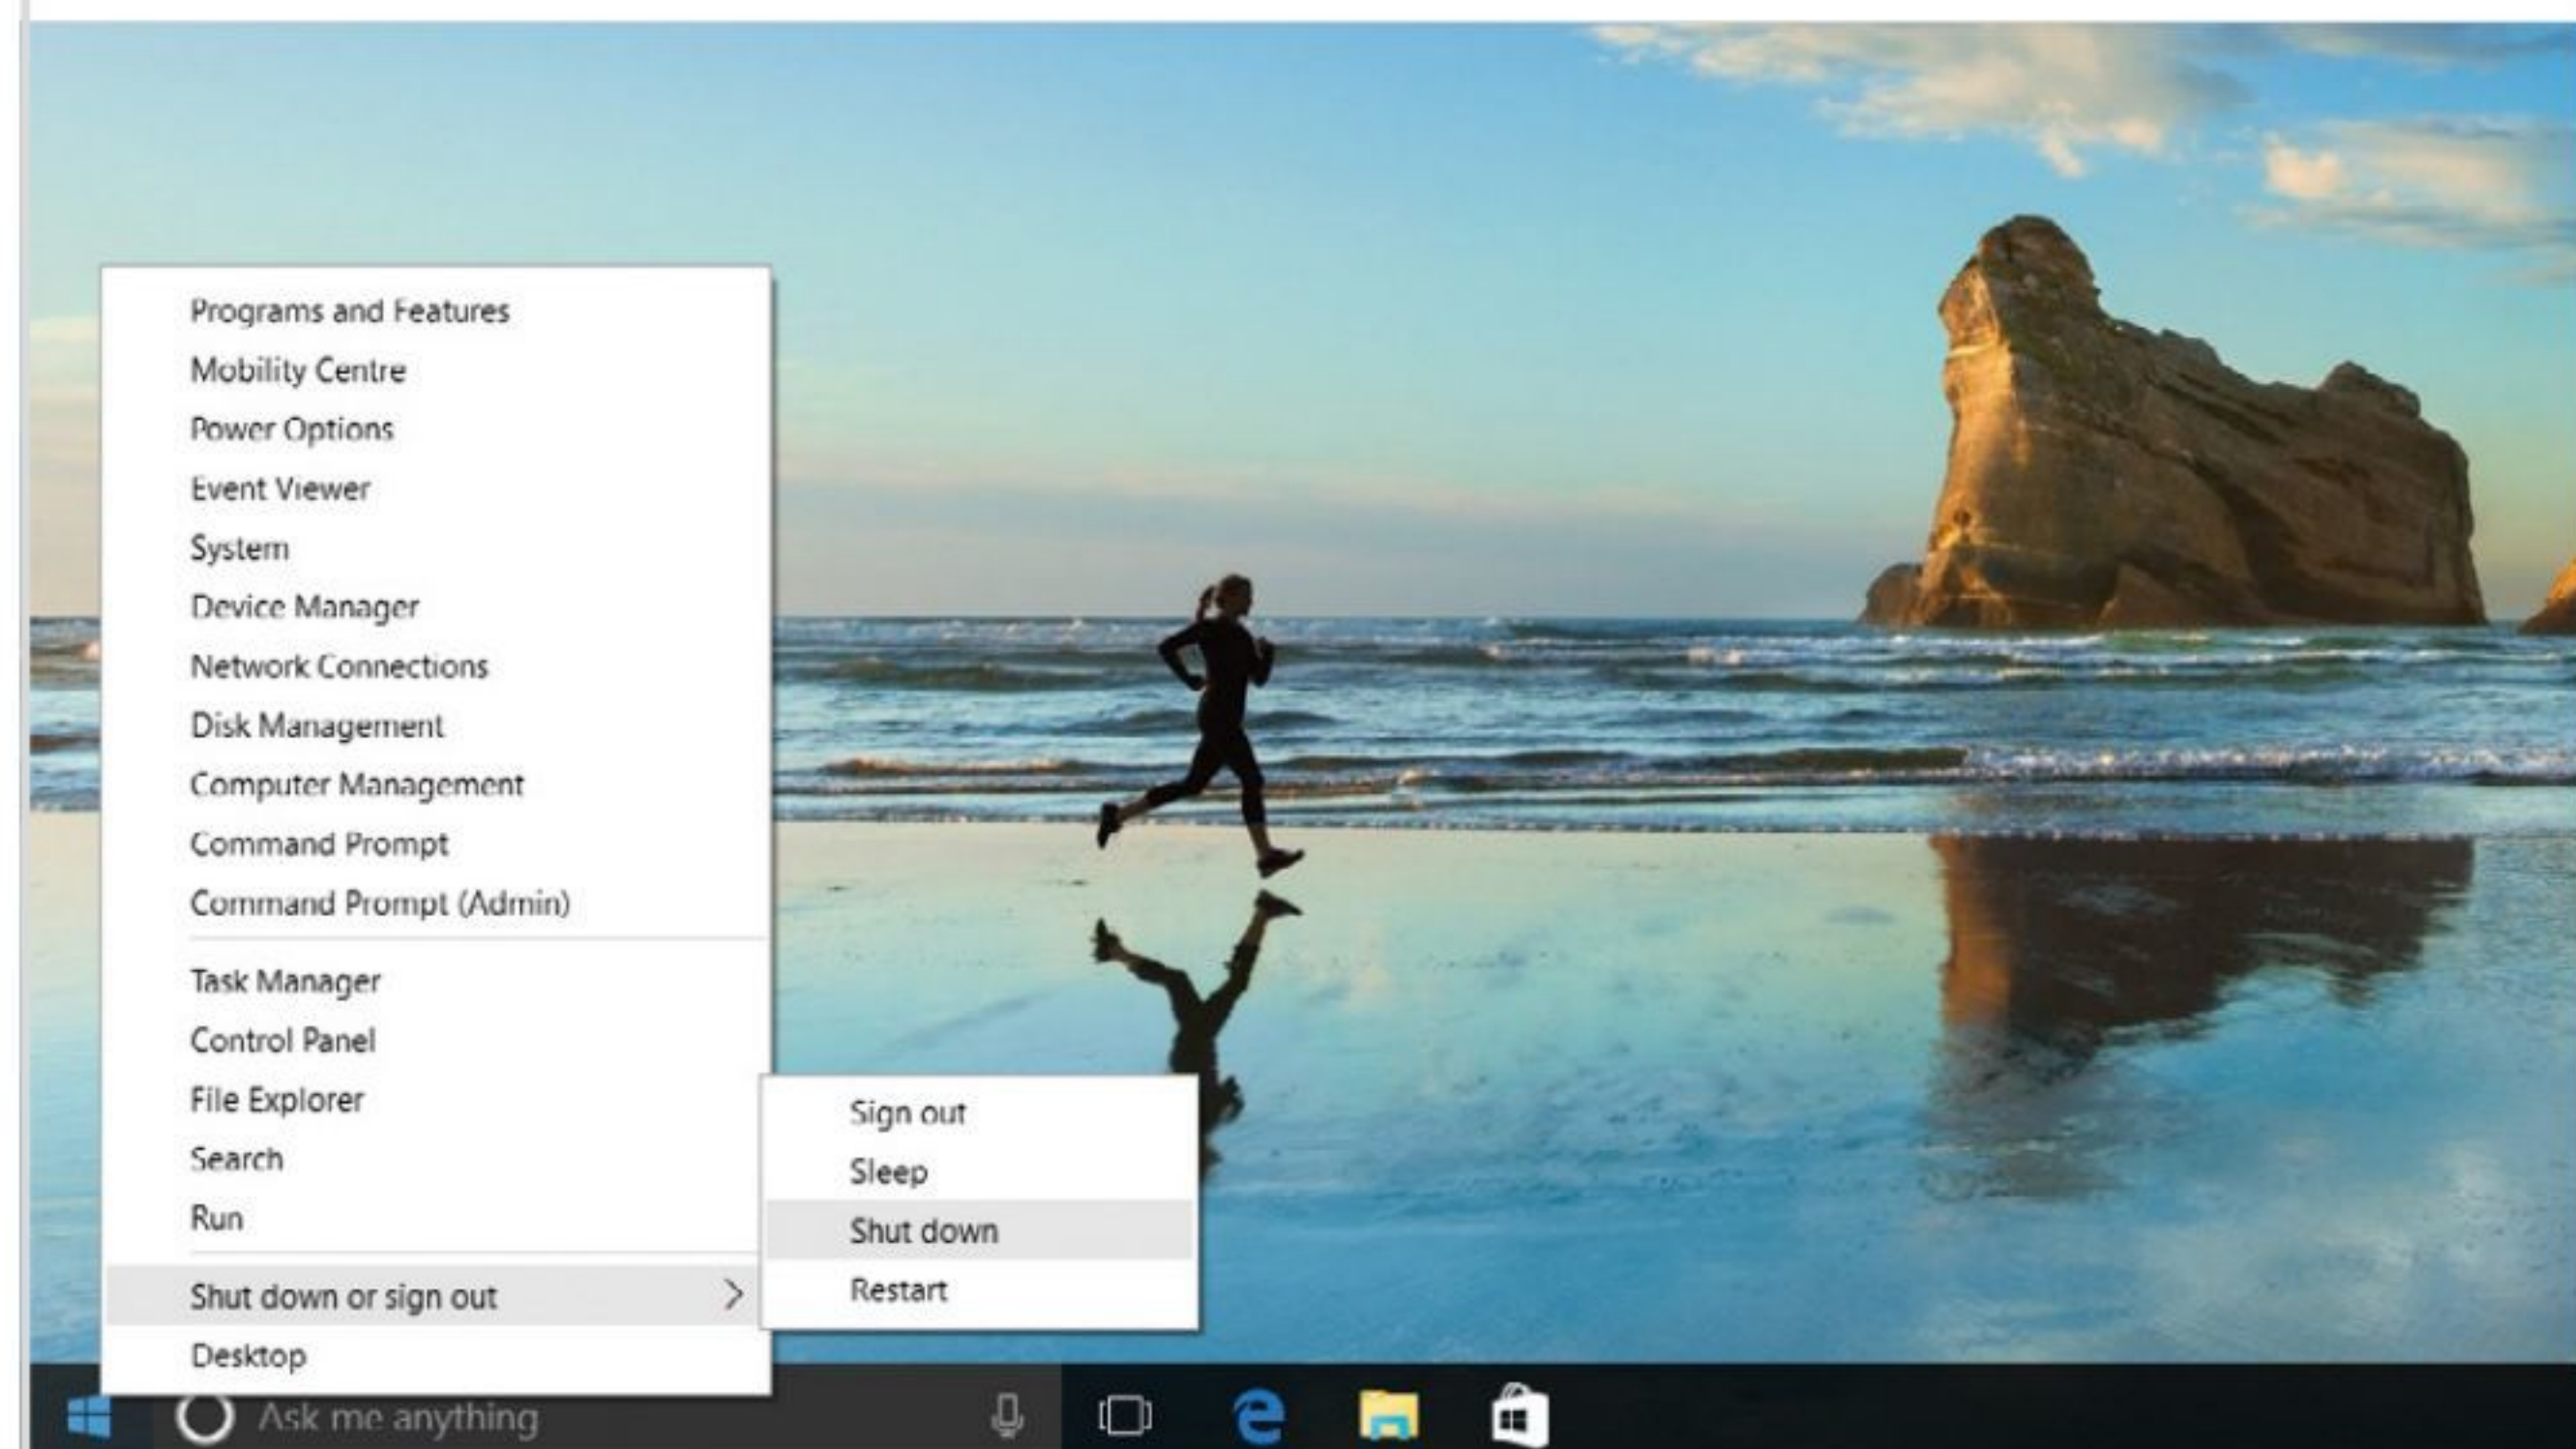 Programs and Features
Mobility Centre
Power Options
Event Viewer
System
Device Manager
Network Connections
Disk Management
Computer Management
Command Prompt
Command Prompt (Admin)
Task Manager
Control Panel
File Explorer
Search
Run
Shut down or sign out
Desktop
Sign out
Sleep
Shut down
Restart
Ask me anything